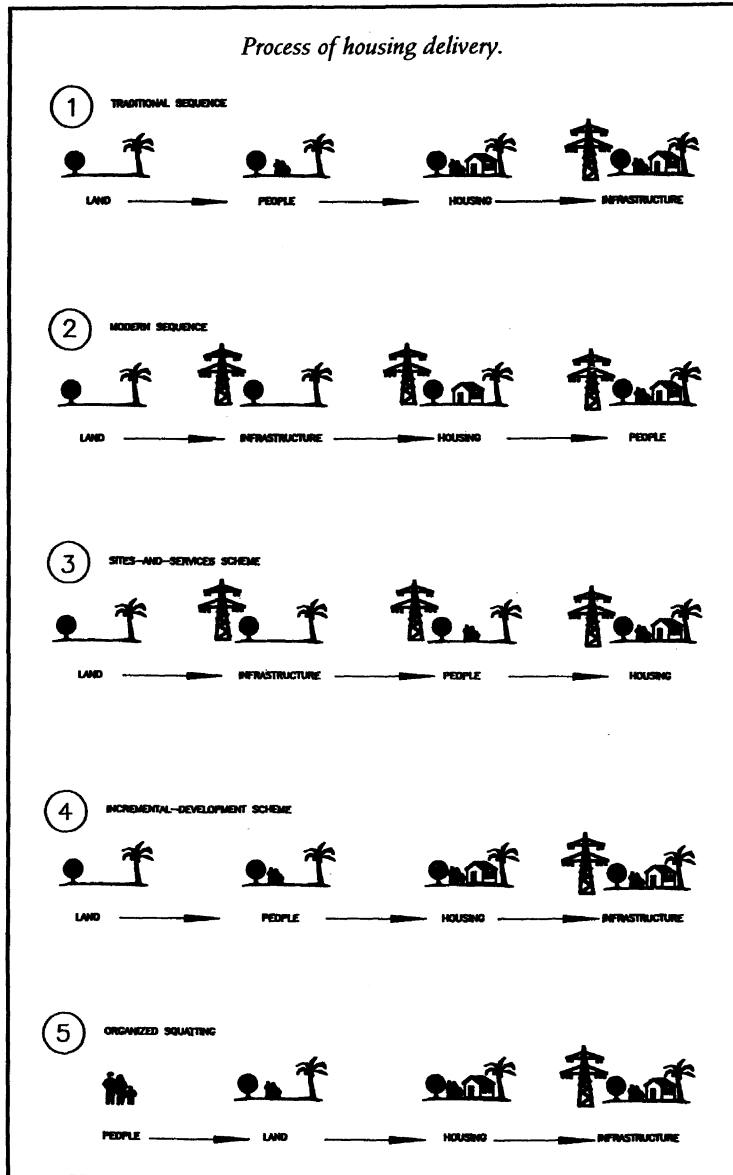 Process of housing delivery.
1 TRADITIONAL SEQUENCE
LAND PEOPLE HOUSING INFRASTRUCTURE
2 MODERN SEQUENCE
LAND INFRASTRUCTURE HOUSING PEOPLE
3 SITES-AND-SERVICES SCHEME
LAND INFRASTRUCTURE PEOPLE HOUSING
4 INCREMENTAL-DEVELOPMENT SCHEME
LAND PEOPLE HOUSING INFRASTRUCTURE
5 ORGANIZED SQUATTING
PEOPLE LAND HOUSING INFRASTRUCTURE